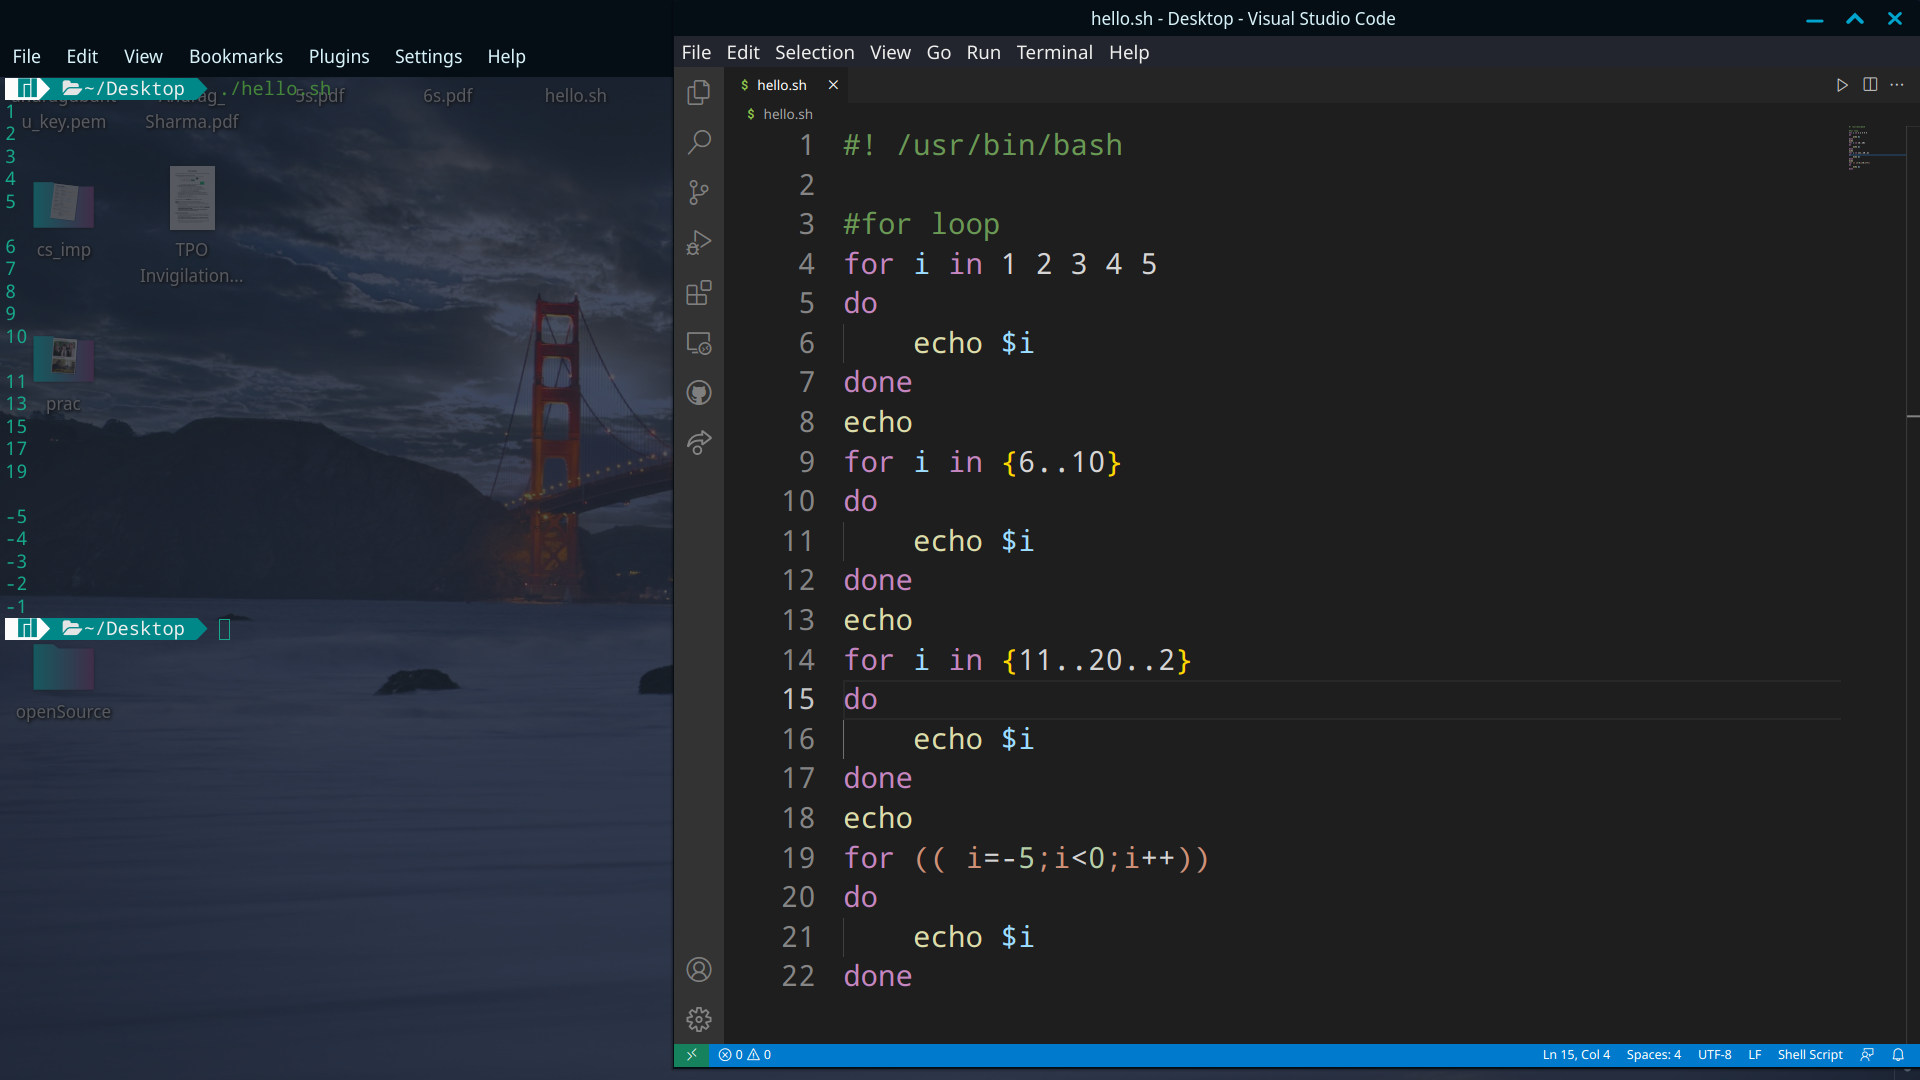 File Edit View Bookmarks Plugins Settings Help
~/Desktop ./hello.sh
1
2
3
4
5
6
7
8
9
10
11
13
15
17
19
-5
-4
-3
-2
-1
~/Desktop
5s.pdf 6s.pdf hello.sh
u_key.pem Sharma.pdf
cs_imp TPO
Invigilation...
prac
openSource
hello.sh - Desktop - Visual Studio Code
File Edit Selection View Go Run Terminal Help
$ hello.sh
$ hello.sh
1 #! /usr/bin/bash
2
3 #for loop
4 for i in 1 2 3 4 5
5 do
6 echo $i
7 done
8 echo
9 for i in {6..10}
10 do
11 echo $i
12 done
13 echo
14 for i in {11..20..2}
15 do
16 echo $i
17 done
18 echo
19 for (( i=-5;i<0;i++))
20 do
21 echo $i
22 done
0 0 Ln 15, Col 4 Spaces: 4 UTF-8 LF Shell Script